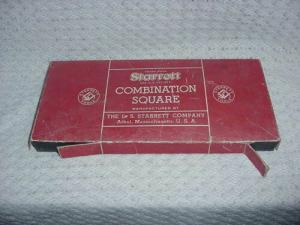 Starrett
COMBINATION
SQUARE
MANUFACTURED BY
THE L. S. STARRETT COMPANY
Athol, Massachusetts, U. S. A.